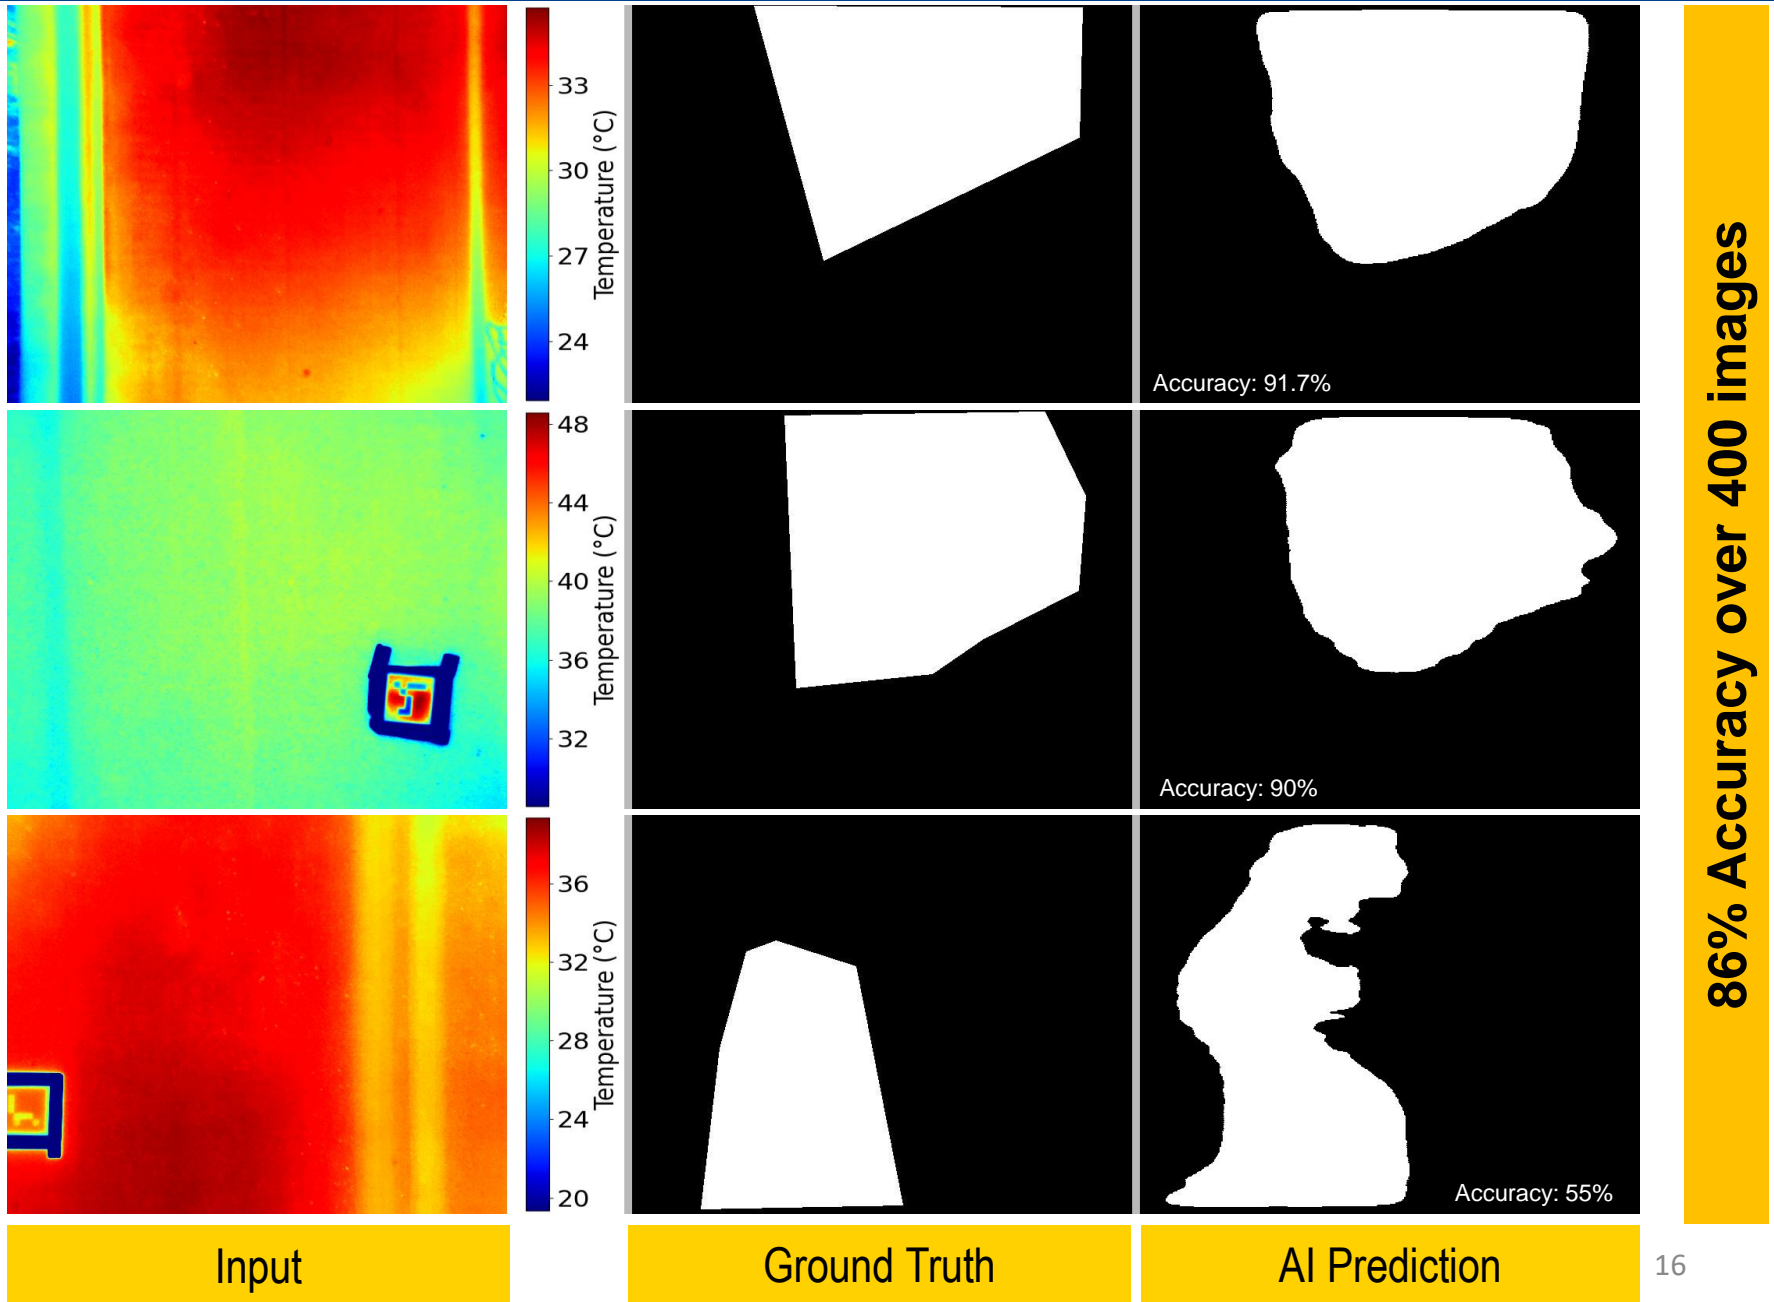 33
30
27
24
Temperature (°C)
Accuracy: 91.7%
48
44
40
36
32
Temperature (°C)
Accuracy: 90%
36
32
28
24
20
Temperature (°C)
Accuracy: 55%
86% Accuracy over 400 images
Input
Ground Truth
AI Prediction
16